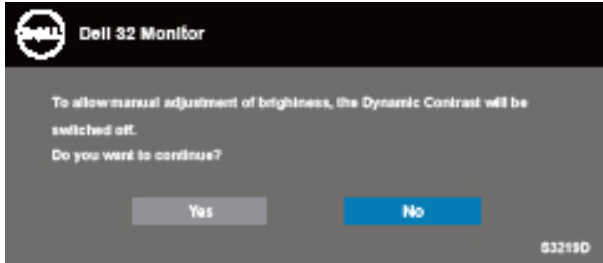 DELL
Dell 32 Monitor
To allow manual adjustment of brightness, the Dynamic Contrast will be
switched off.
Do you want to continue?
Yes No
S3219D